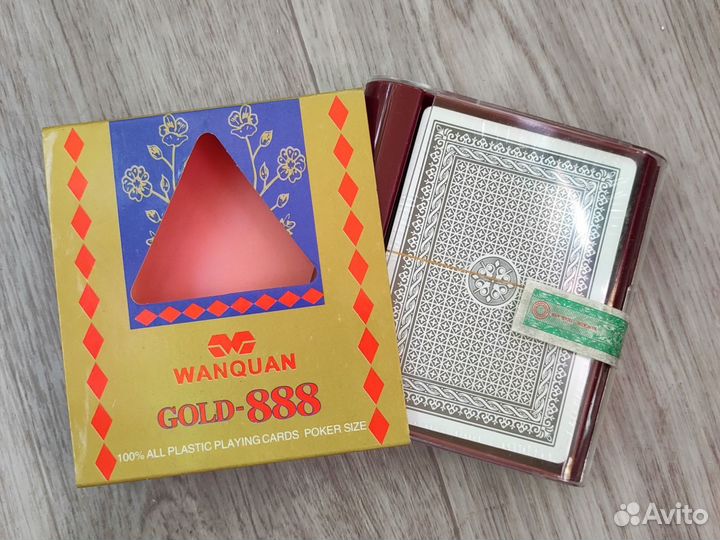 WANQUAN
GOLD-888
100% ALL PLASTIC PLAYING CARDS POKER SIZE
Avito